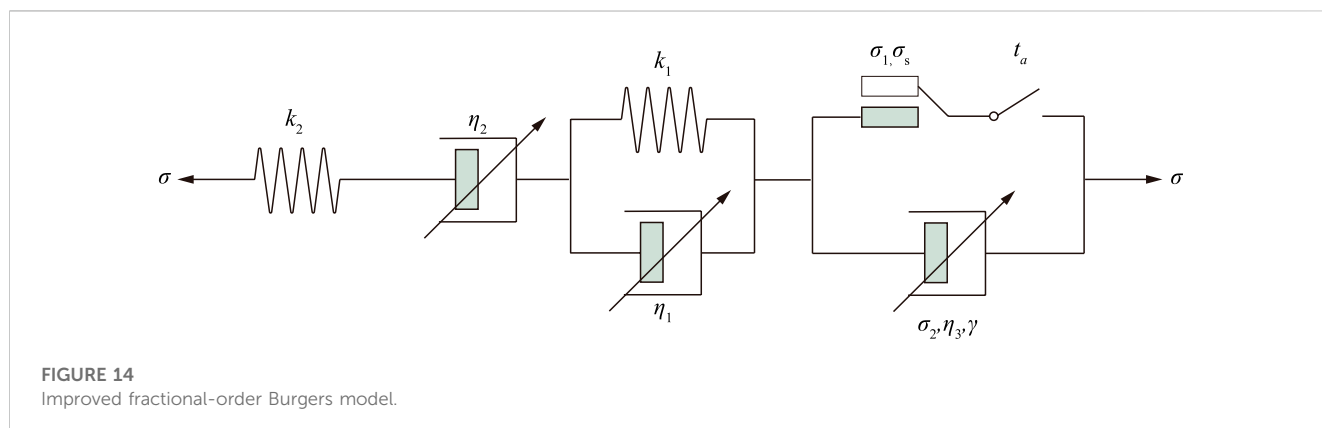 σ₁,σₛ
tₐ
k₁
k₂
η₂
σ
σ
η₁
σ₂,η₃,γ
FIGURE 14
Improved fractional-order Burgers model.